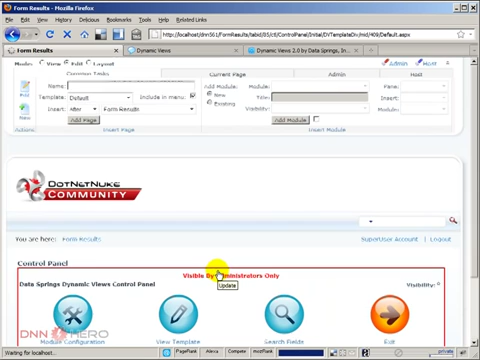 Form Results - Mozilla Firefox
File Edit View History Bookmarks Tools Help Related Links
http://localhost/dnn561/FormResults/tabid/85/ctl/ControlPanel/Initial/DVTemplateDiv/mid/409/Default.aspx
Form Results Dynamic Views Dynamic Views 2.0 by Data Springs, In...
Mode: View Edit Layout Admin Host
Common Tasks Current Page Admin Host
Name: Add Module: Module: Pane:
Template: Default Include in menu: New Title: Insert:
Insert: After Form Results Existing Visibility: Module:
Add Page Add Module
Actions Insert Page Insert Module
DOTNETNUKE
COMMUNITY
You are here: Form Results SuperUser Account | Logout
Control Panel
Visible By Administrators Only
Data Springs Dynamic Views Control Panel Visibility:
Update
Module Configuration View Template Search Fields Exit
DNN HERO
Waiting for localhost... PageRank Alexa Compete mozRank private